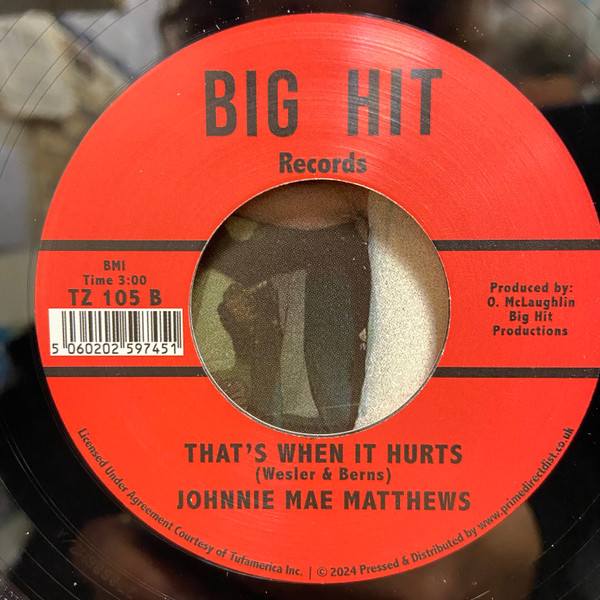 BIG HIT
Records
BMI
Time 3:00
TZ 105 B
5 060202 597451
Produced by:
O. McLaughlin
Big Hit
Productions
THAT'S WHEN IT HURTS
(Wesler & Berns)
JOHNNIE MAE MATTHEWS
Licensed Under Agreement Courtesy of Tufamerica Inc. | © 2024 Pressed & Distributed by www.primedirectdist.co.uk